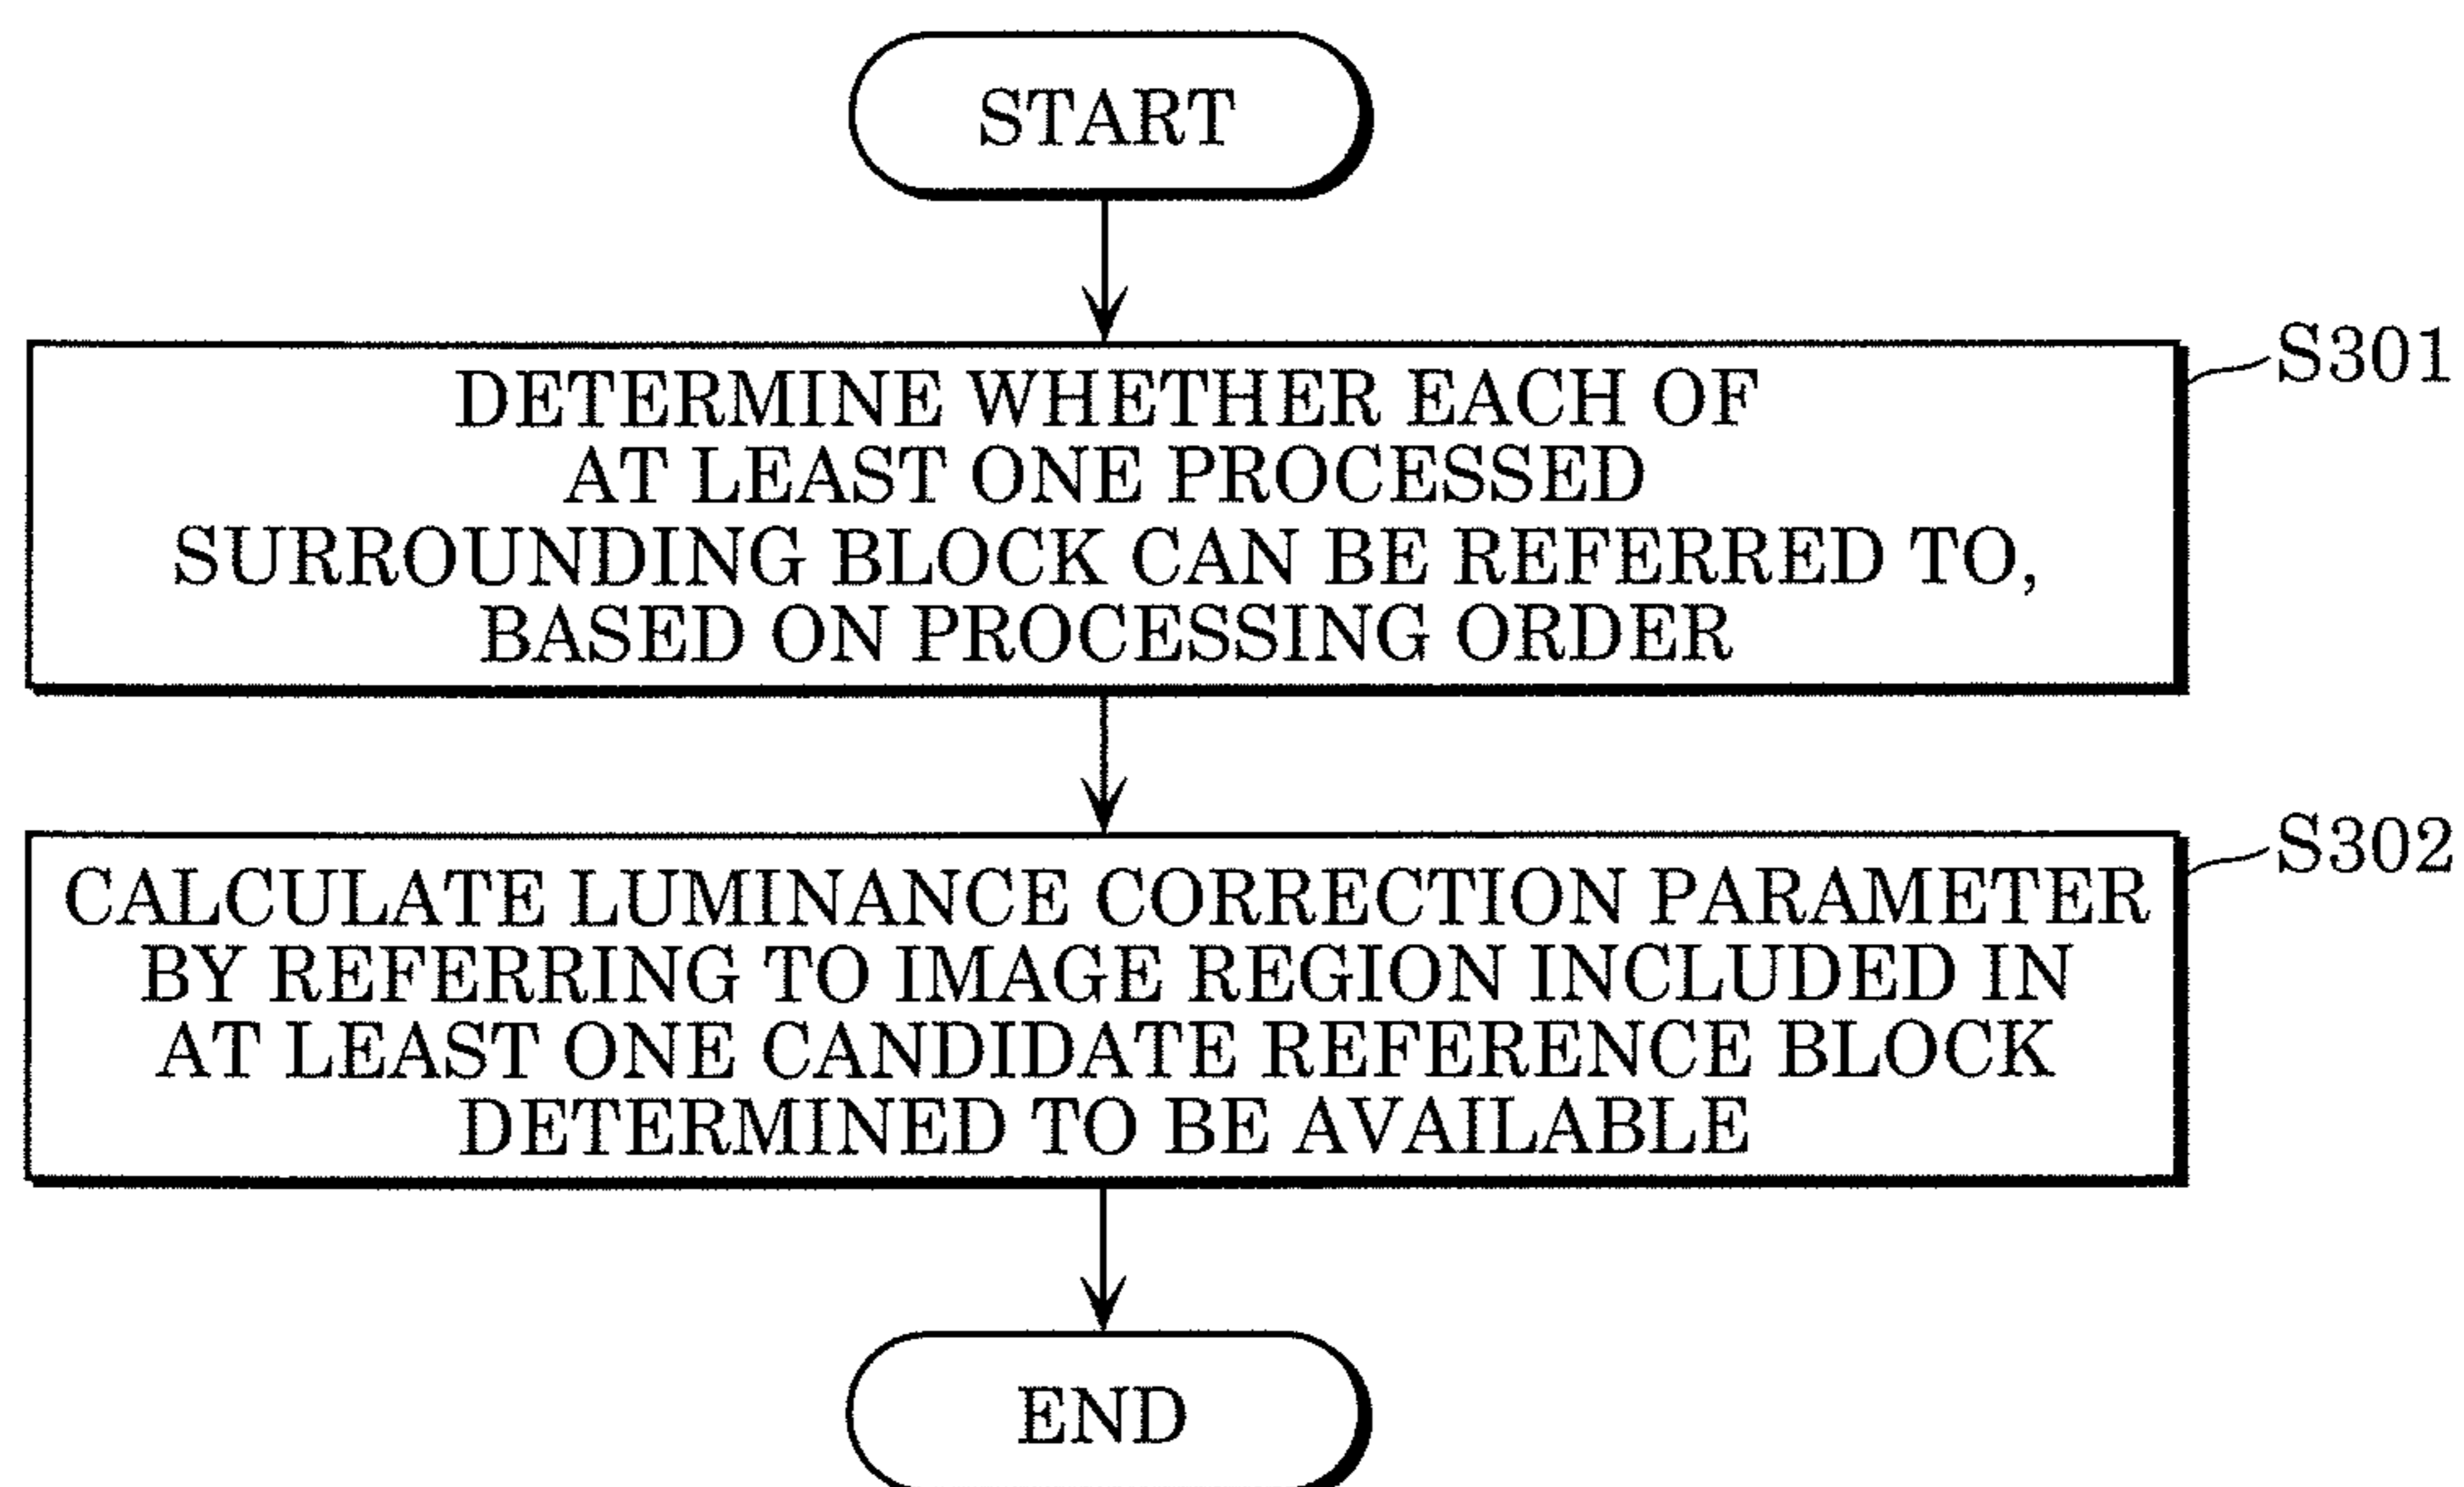 START
S301
DETERMINE WHETHER EACH OF
AT LEAST ONE PROCESSED
SURROUNDING BLOCK CAN BE REFERRED TO,
BASED ON PROCESSING ORDER
S302
CALCULATE LUMINANCE CORRECTION PARAMETER
BY REFERRING TO IMAGE REGION INCLUDED IN
AT LEAST ONE CANDIDATE REFERENCE BLOCK
DETERMINED TO BE AVAILABLE
END